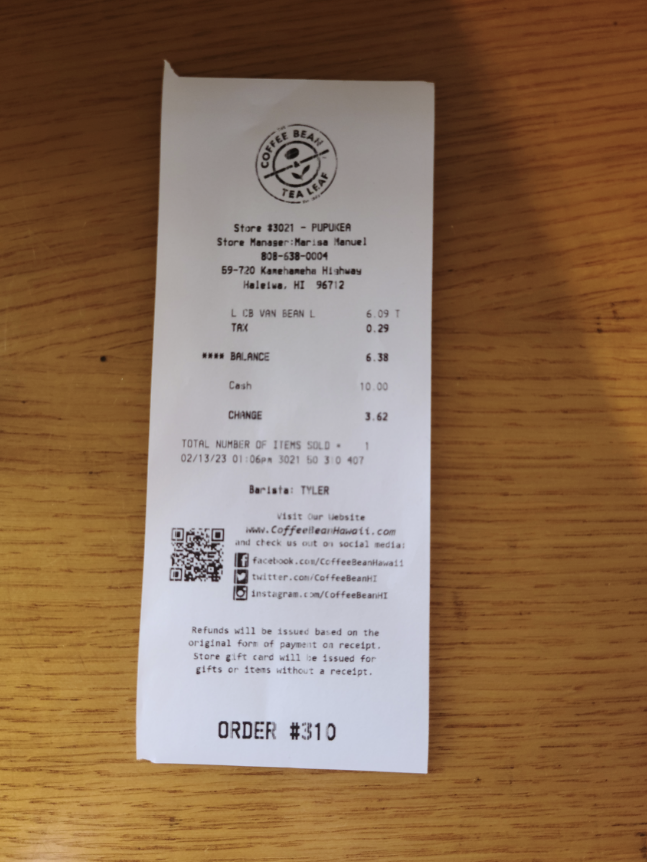 COFFEE BEAN
TEA LEAF
Store #3021 - PUPUKEA
Store Manager:Marisa Manuel
808-638-0004
59-720 Kamehameha Highway
Haleiwa, HI 96712
L CB VAN BEAN L 6.09 T
TAX 0.29
**** BALANCE 6.38
Cash 10.00
CHANGE 3.62
TOTAL NUMBER OF ITEMS SOLD = 1
02/13/23 01:06pm 3021 60 310 407
Barista: TYLER
Visit Our Website
www.CoffeeBeanHawaii.com
and check us out on social media:
facebook.com/CoffeeBeanHawaii
twitter.com/CoffeeBeanHI
instagram.com/CoffeeBeanHI
Refunds will be issued based on the
original form of payment on receipt.
Store gift card will be issued for
gifts or items without a receipt.
ORDER #310